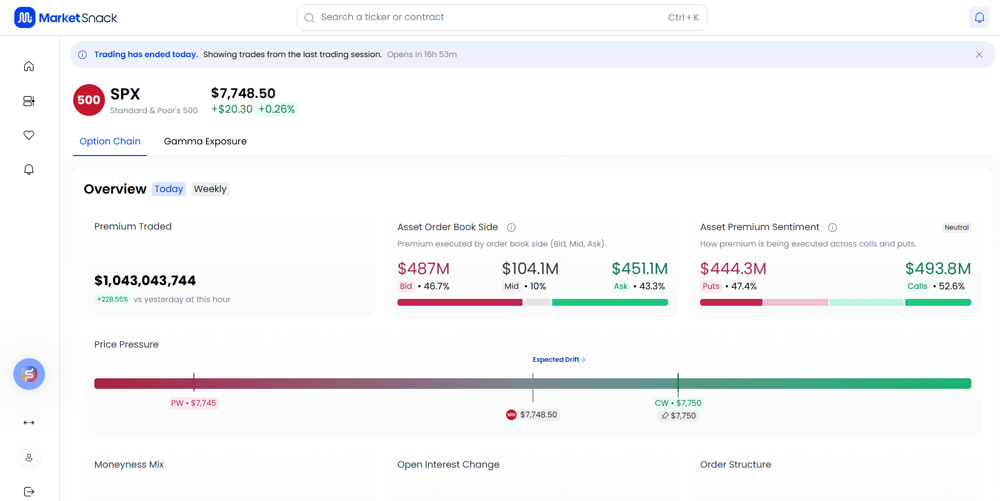 MarketSnack
Search a ticker or contract
Ctrl + K
Trading has ended today. Showing trades from the last trading session. Opens in 16h 53m
500
SPX
Standard & Poor's 500
$7,748.50
+$20.30 +0.26%
Option Chain
Gamma Exposure
Overview
Today
Weekly
Premium Traded
$1,043,043,744
+228.55% vs yesterday at this hour
Asset Order Book Side
Premium executed by order book side (Bid, Mid, Ask).
$487M
$104.1M
$451.1M
Bid • 46.7%
Mid • 10%
Ask • 43.3%
Asset Premium Sentiment
Neutral
How premium is being executed across calls and puts.
$444.3M
$493.8M
Puts • 47.4%
Calls • 52.6%
Price Pressure
Expected Drift→
PW • $7,745
500 $7,748.50
CW • $7,750
$7,750
Moneyness Mix
Open Interest Change
Order Structure